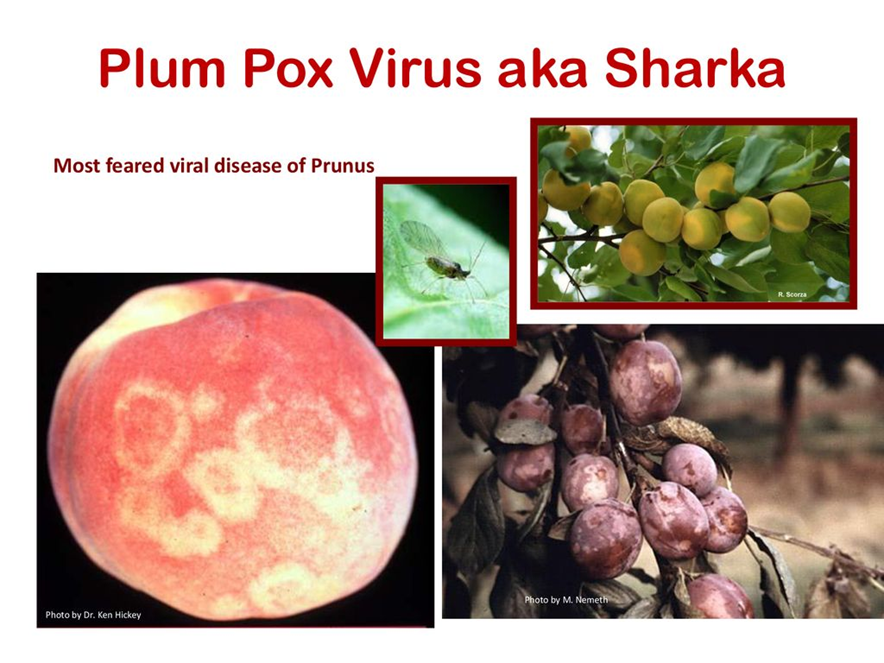 Plum Pox Virus aka Sharka
Most feared viral disease of Prunus
R. Scorza
Photo by Dr. Ken Hickey
Photo by M. Nemeth